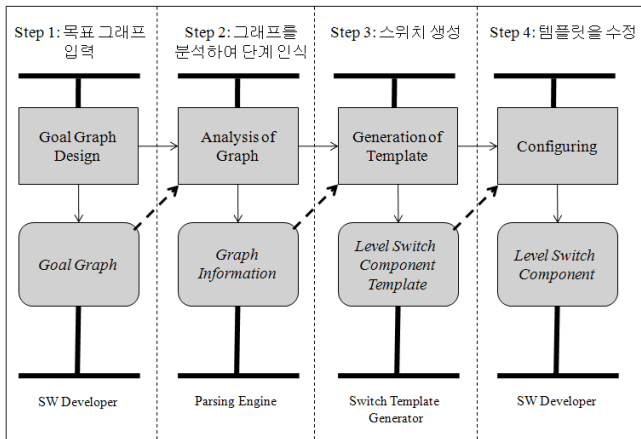 Step 1: 목표 그래프
입력
Step 2: 그래프를
분석하여 단계 인식
Step 3: 스위치 생성
Step 4: 템플릿을 수정
Goal Graph
Design
Analysis of
Graph
Generation of
Template
Configuring
Goal Graph
Graph
Information
Level Switch
Component
Template
Level Switch
Component
SW Developer
Parsing Engine
Switch Template
Generator
SW Developer